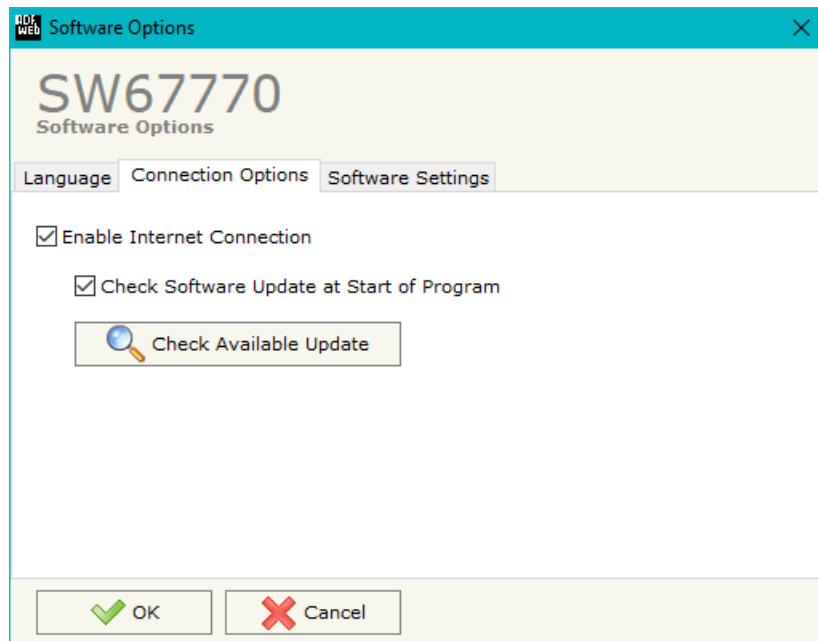 ADF
WEB
Software Options
SW67770
Software Options
Language
Connection Options
Software Settings
Enable Internet Connection
Check Software Update at Start of Program
Check Available Update
OK
Cancel